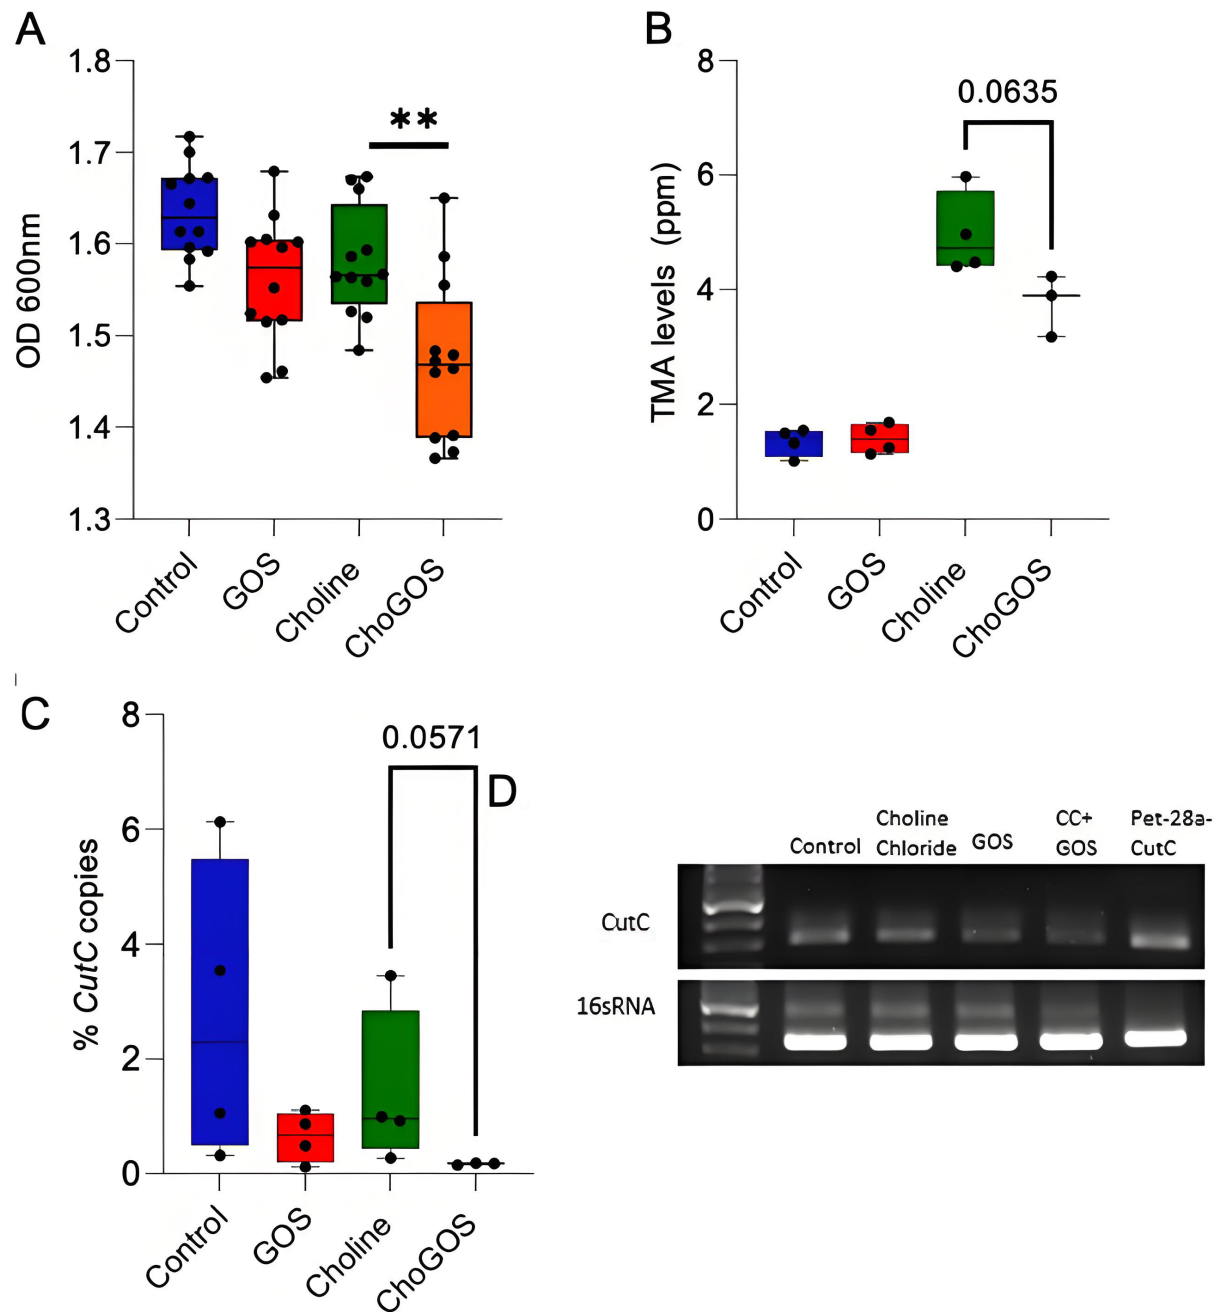 A
1.8
1.7
1.6
1.5
1.4
1.3
OD 600nm
**
Control
GOS
Choline
ChoGOS
B
8
6
4
2
0
TMA levels (ppm)
0.0635
Control
GOS
Choline
ChoGOS
C
8
6
4
2
0
% CutC copies
0.0571
Control
GOS
Choline
ChoGOS
D
Control
Choline
Chloride
GOS
CC+
GOS
Pet-28a-
CutC
CutC
16sRNA